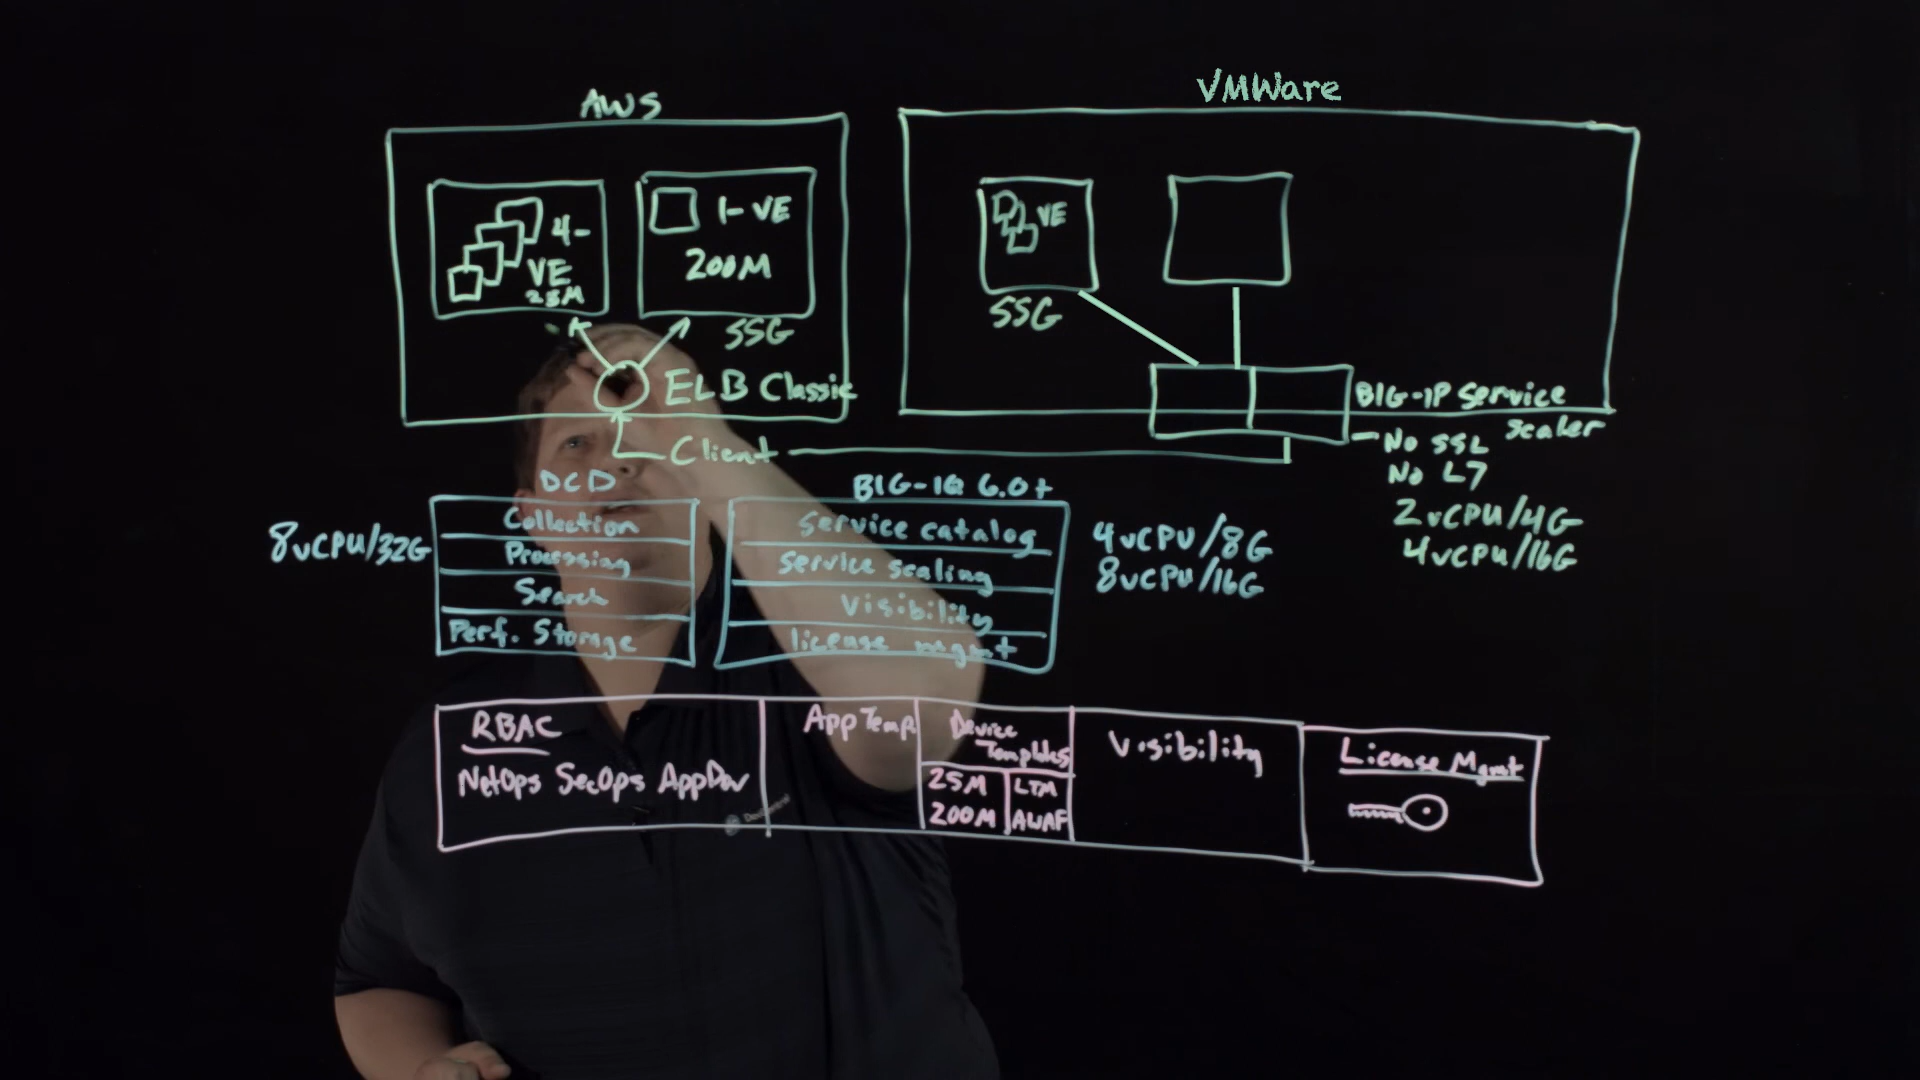 AWS
VMWare
4-
VE
25M
1-VE
200M
SSG
ELB Classic
VE
SSG
BIG-IP Service
Scaler
No SSL
No L7
2vCPU/4G
4vCPU/16G
Client
DCD
Collection
Processing
Search
Perf. Storage
8vCPU/32G
BIG-IQ 6.0+
service catalog
service scaling
visibility
license mgmt
4vCPU/8G
8vCPU/16G
RBAC
NetOps SecOps AppDev
App Temp
Device
Templates
25M
LTM
200M
AWAF
Visibility
License Mgmt
DevCentral